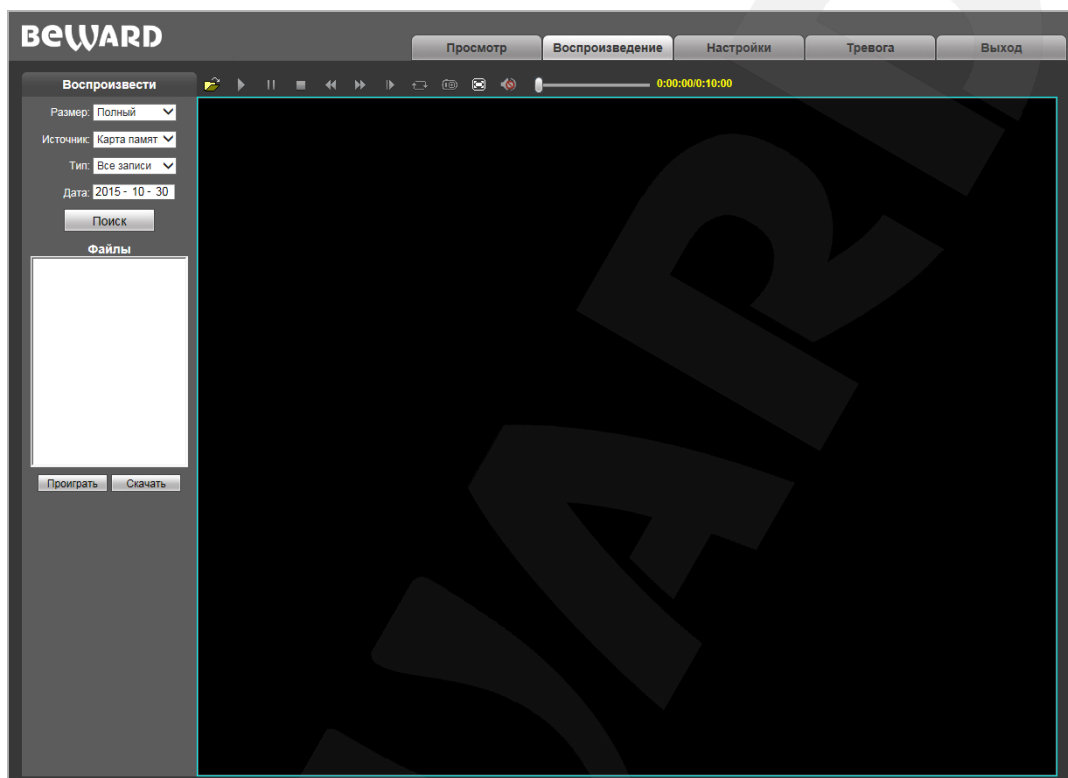 BEWARD
Просмотр Воспроизведение Настройки Тревога Выход
Воспроизвести 0:00:00/0:10:00
Размер: Полный
Источник: Карта памят
Тип: Все записи
Дата: 2015 - 10 - 30
Поиск
Файлы
Проиграть Скачать
BEWARD